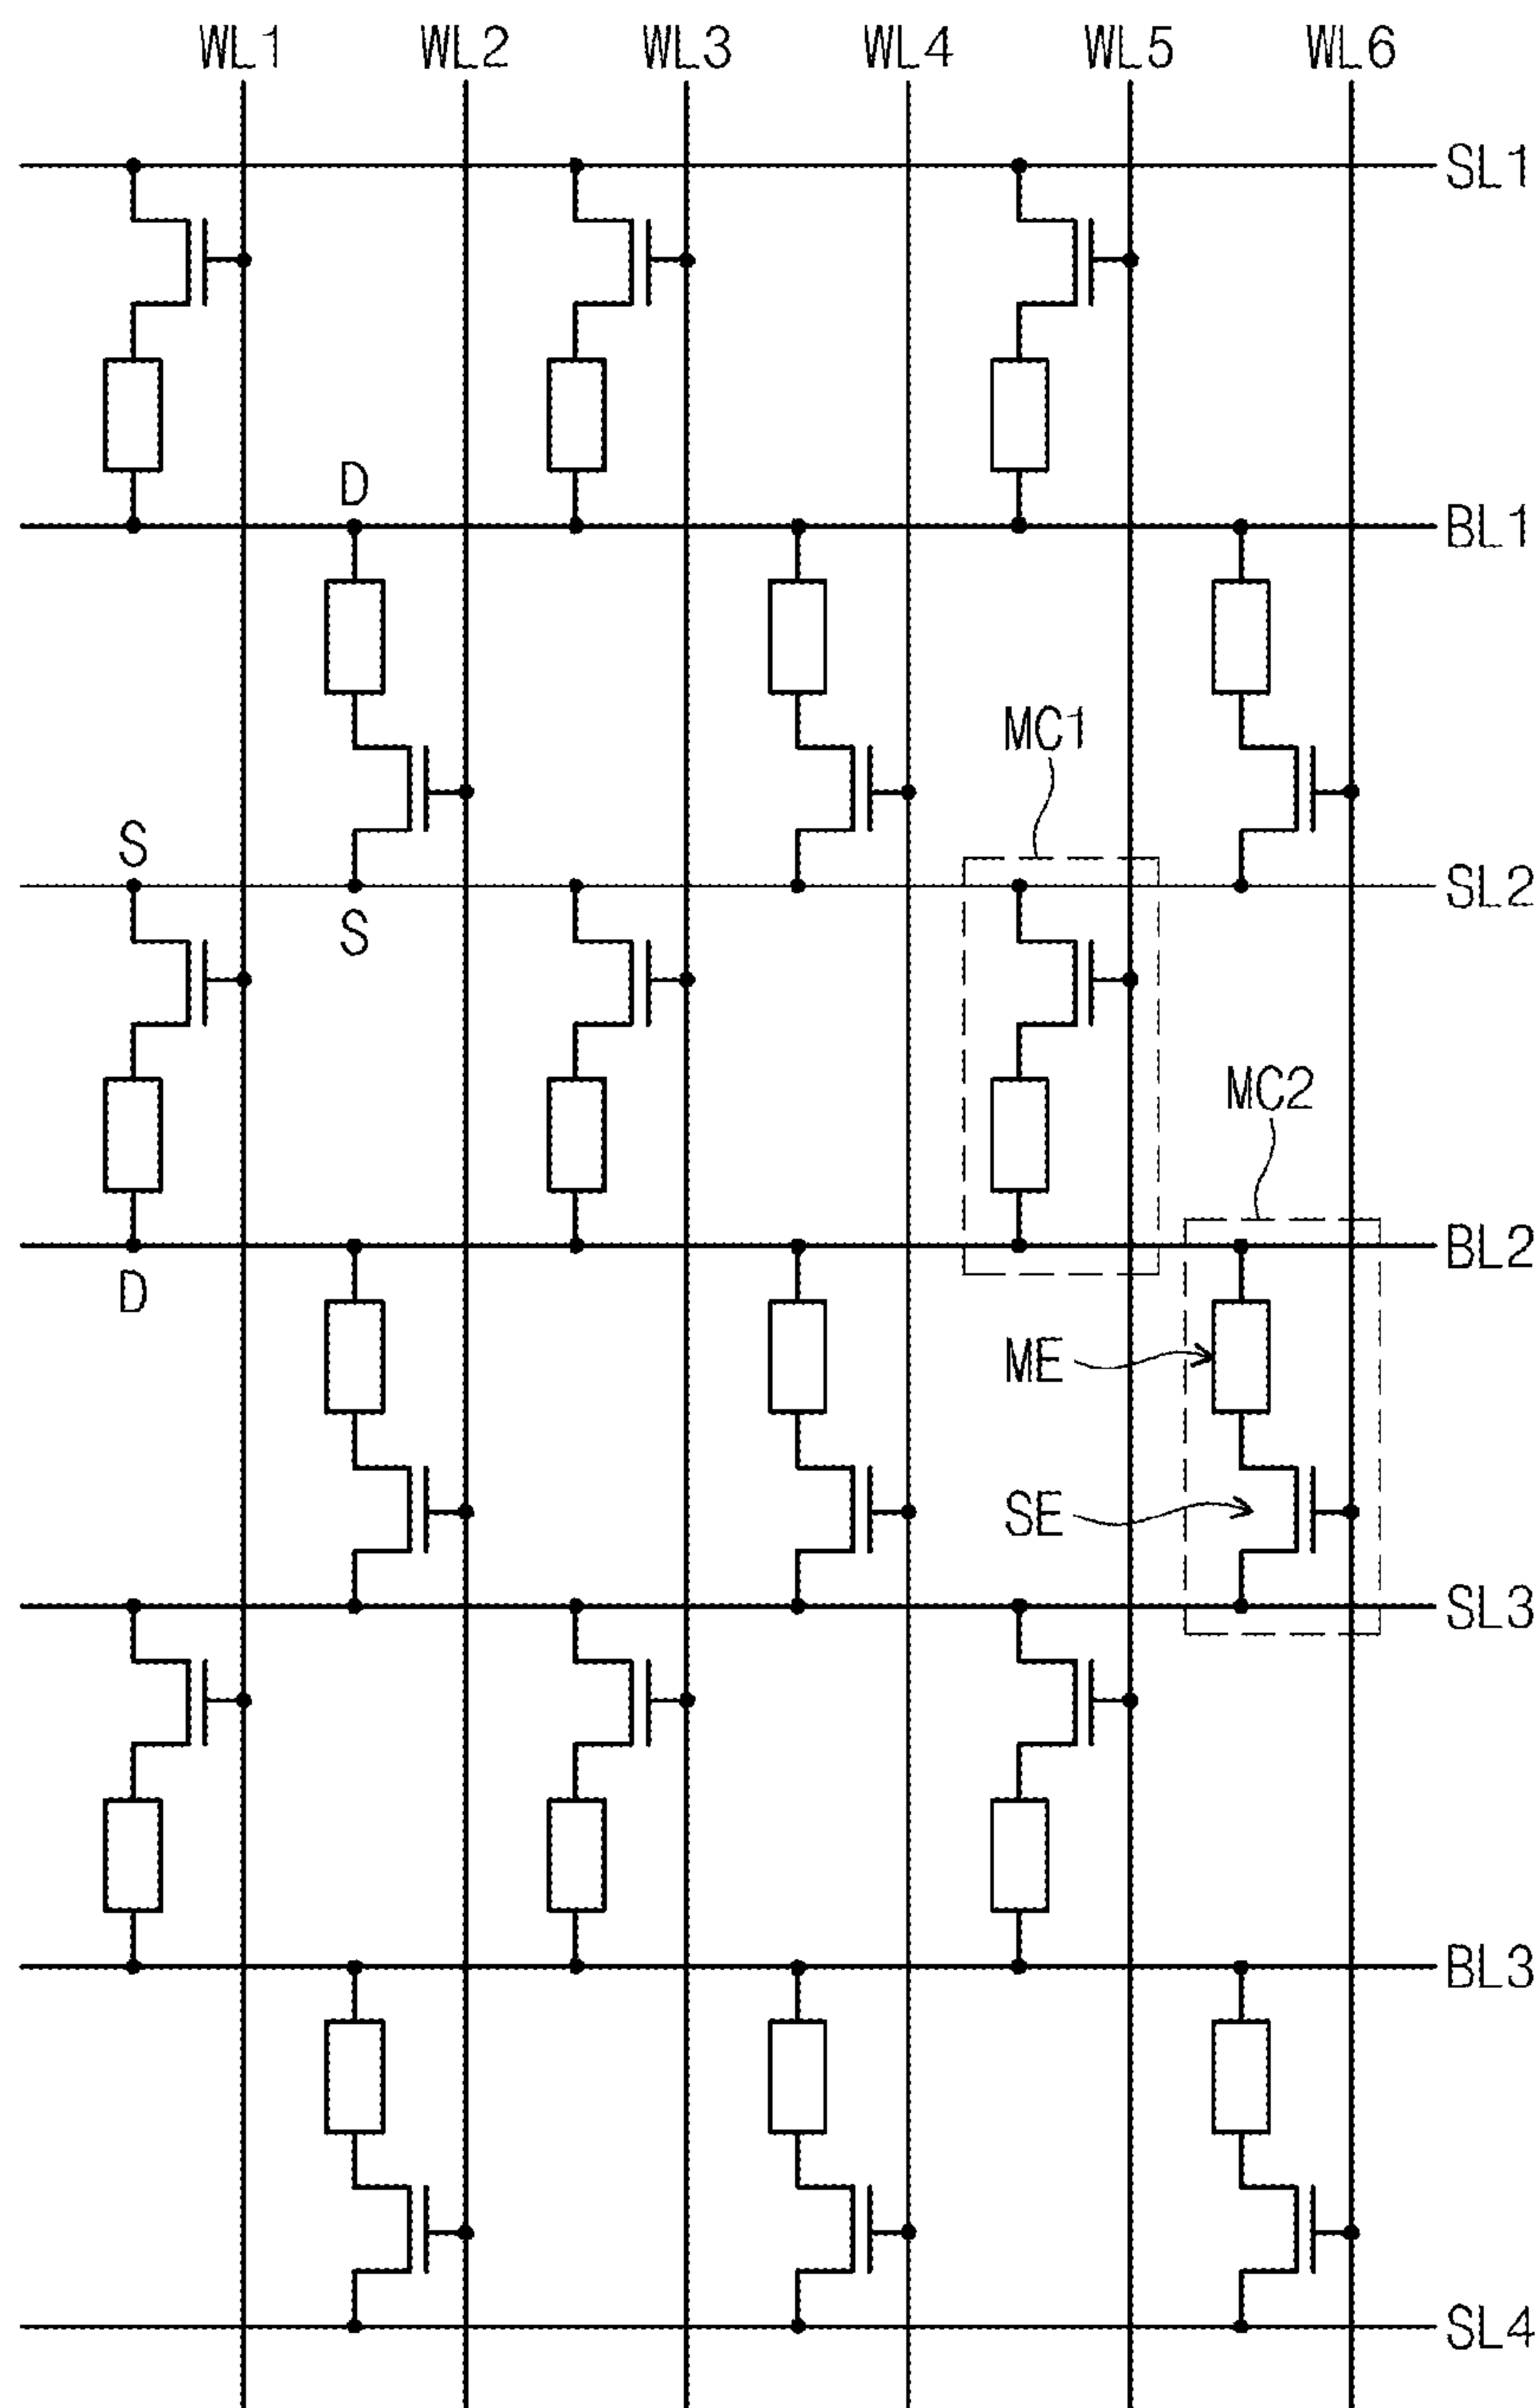 WL1 WL2 WL3 WL4 WL5 WL6
SL1
D
BL1
MC1
S
SL2
S
MC2
BL2
D
ME
SE
SL3
BL3
SL4